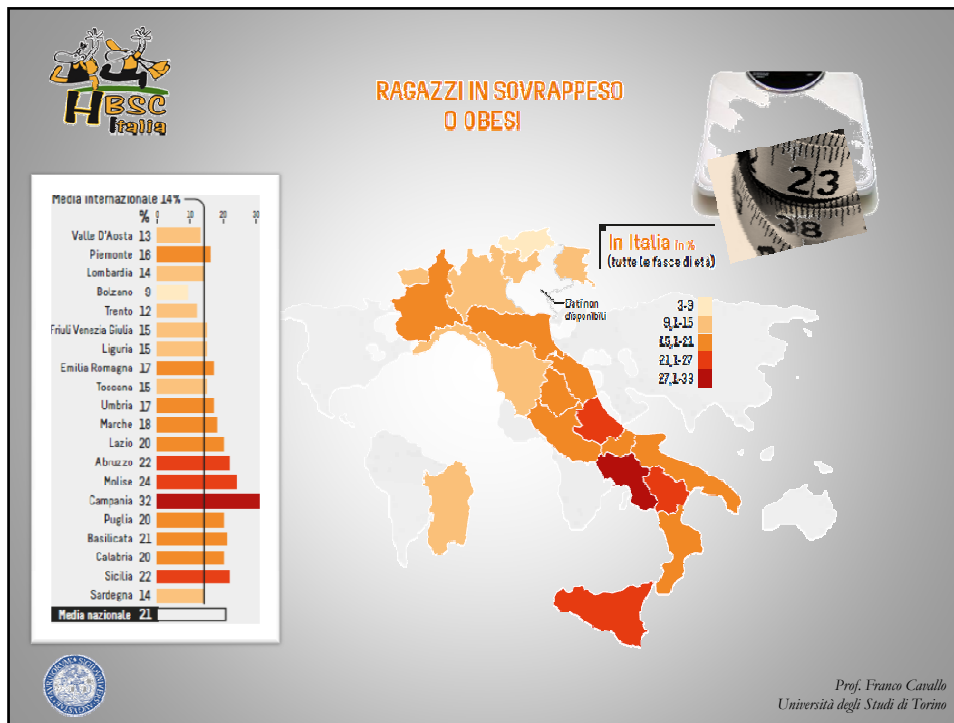 HBSC
Italia
RAGAZZI IN SOVRAPPESO
O OBESI
23
38
Media internazionale 14%
% 0 10 20 30
Valle D'Aosta 13
Piemonte 16
Lombardia 14
Bolzano 9
Trento 12
Friuli Venezia Giulia 15
Liguria 15
Emilia Romagna 17
Toscana 15
Umbria 17
Marche 18
Lazio 20
Abruzzo 22
Molise 24
Campania 32
Puglia 20
Basilicata 21
Calabria 20
Sicilia 22
Sardegna 14
Media nazionale 21
In Italia in %
(tutte le fasce di età)
Dati non
disponibili
3-9
9,1-15
15,1-21
21,1-27
27,1-33
Prof. Franco Cavallo
Università degli Studi di Torino